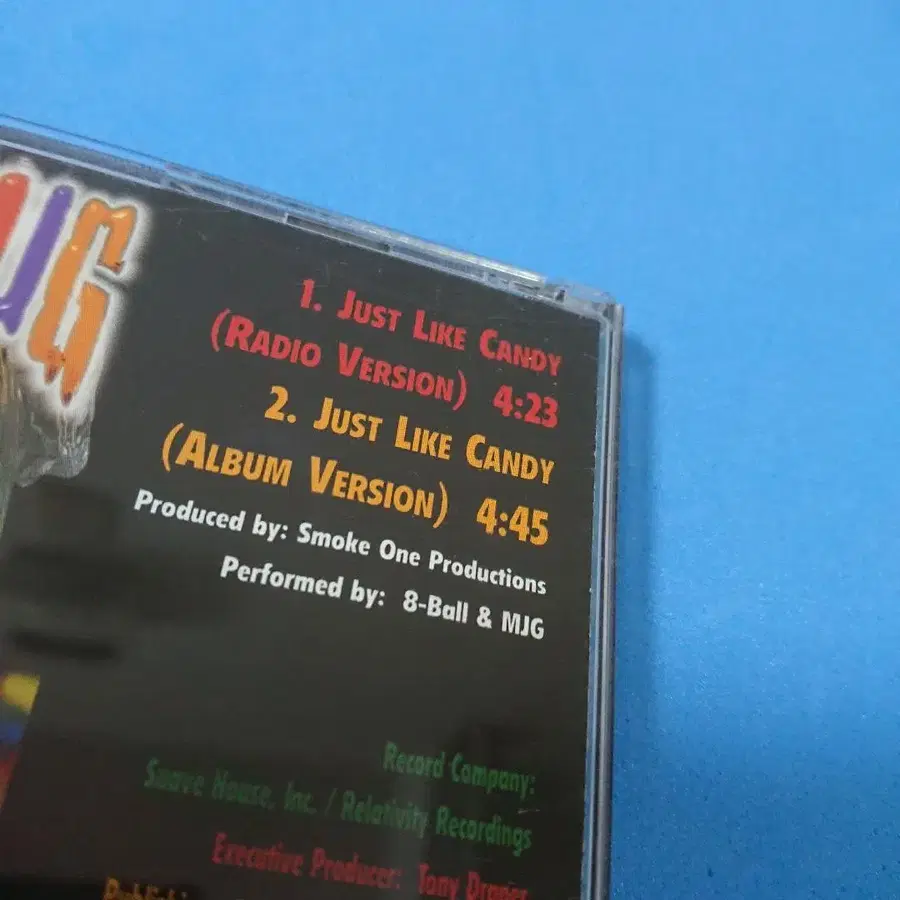 JG
1. JUST LIKE CANDY
(RADIO VERSION) 4:23
2. JUST LIKE CANDY
(ALBUM VERSION) 4:45
Produced by: Smoke One Productions
Performed by: 8-Ball & MJG
Record Company:
Suave House, Inc. / Relativity Recordings
Executive Producer: Tony Draper